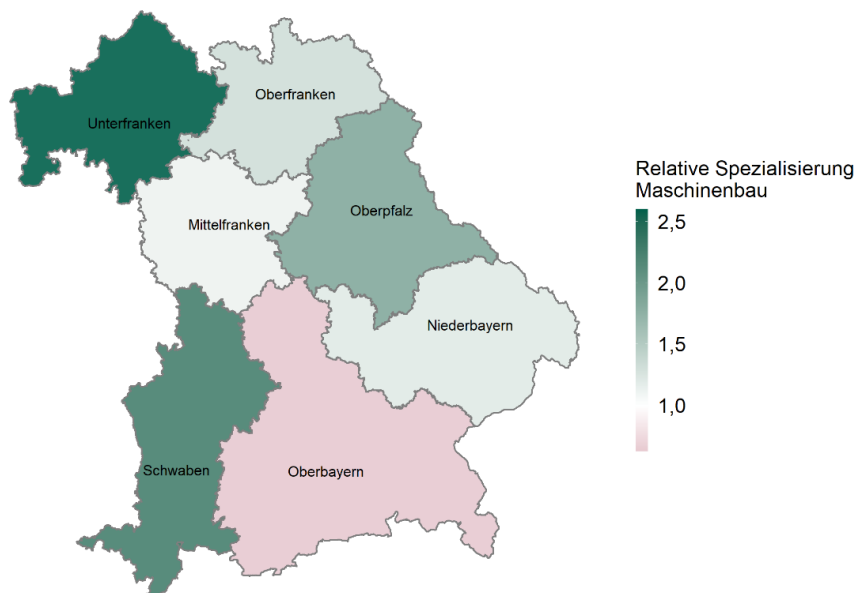 Oberfranken
Unterfranken
Oberpfalz
Mittelfranken
Niederbayern
Schwaben
Oberbayern
Relative Spezialisierung
Maschinenbau
2,5
2,0
1,5
1,0